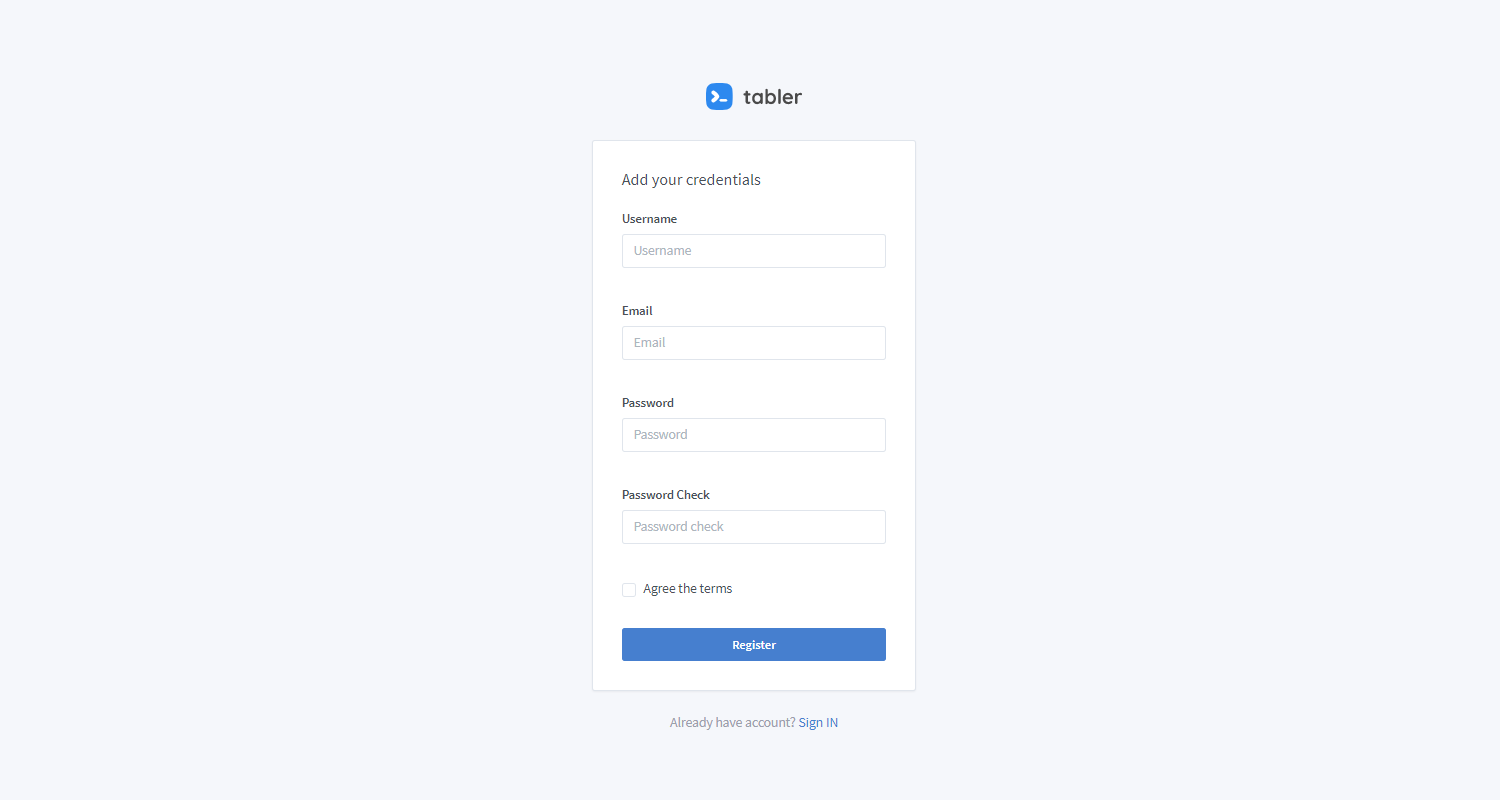 tabler
Add your credentials
Username
Username
Email
Email
Password
Password
Password Check
Password check
Agree the terms
Register
Already have account? Sign IN